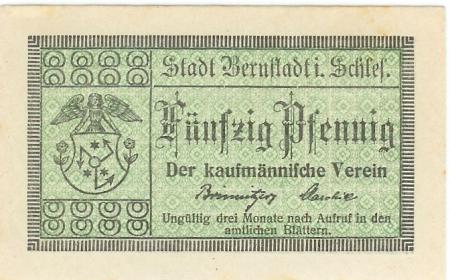 Stadt Bernstadt i. Schles.
Fünfzig Pfennig
Der kaufmännische Verein
Ungültig drei Monate nach Aufruf in den
amtlichen Blättern.